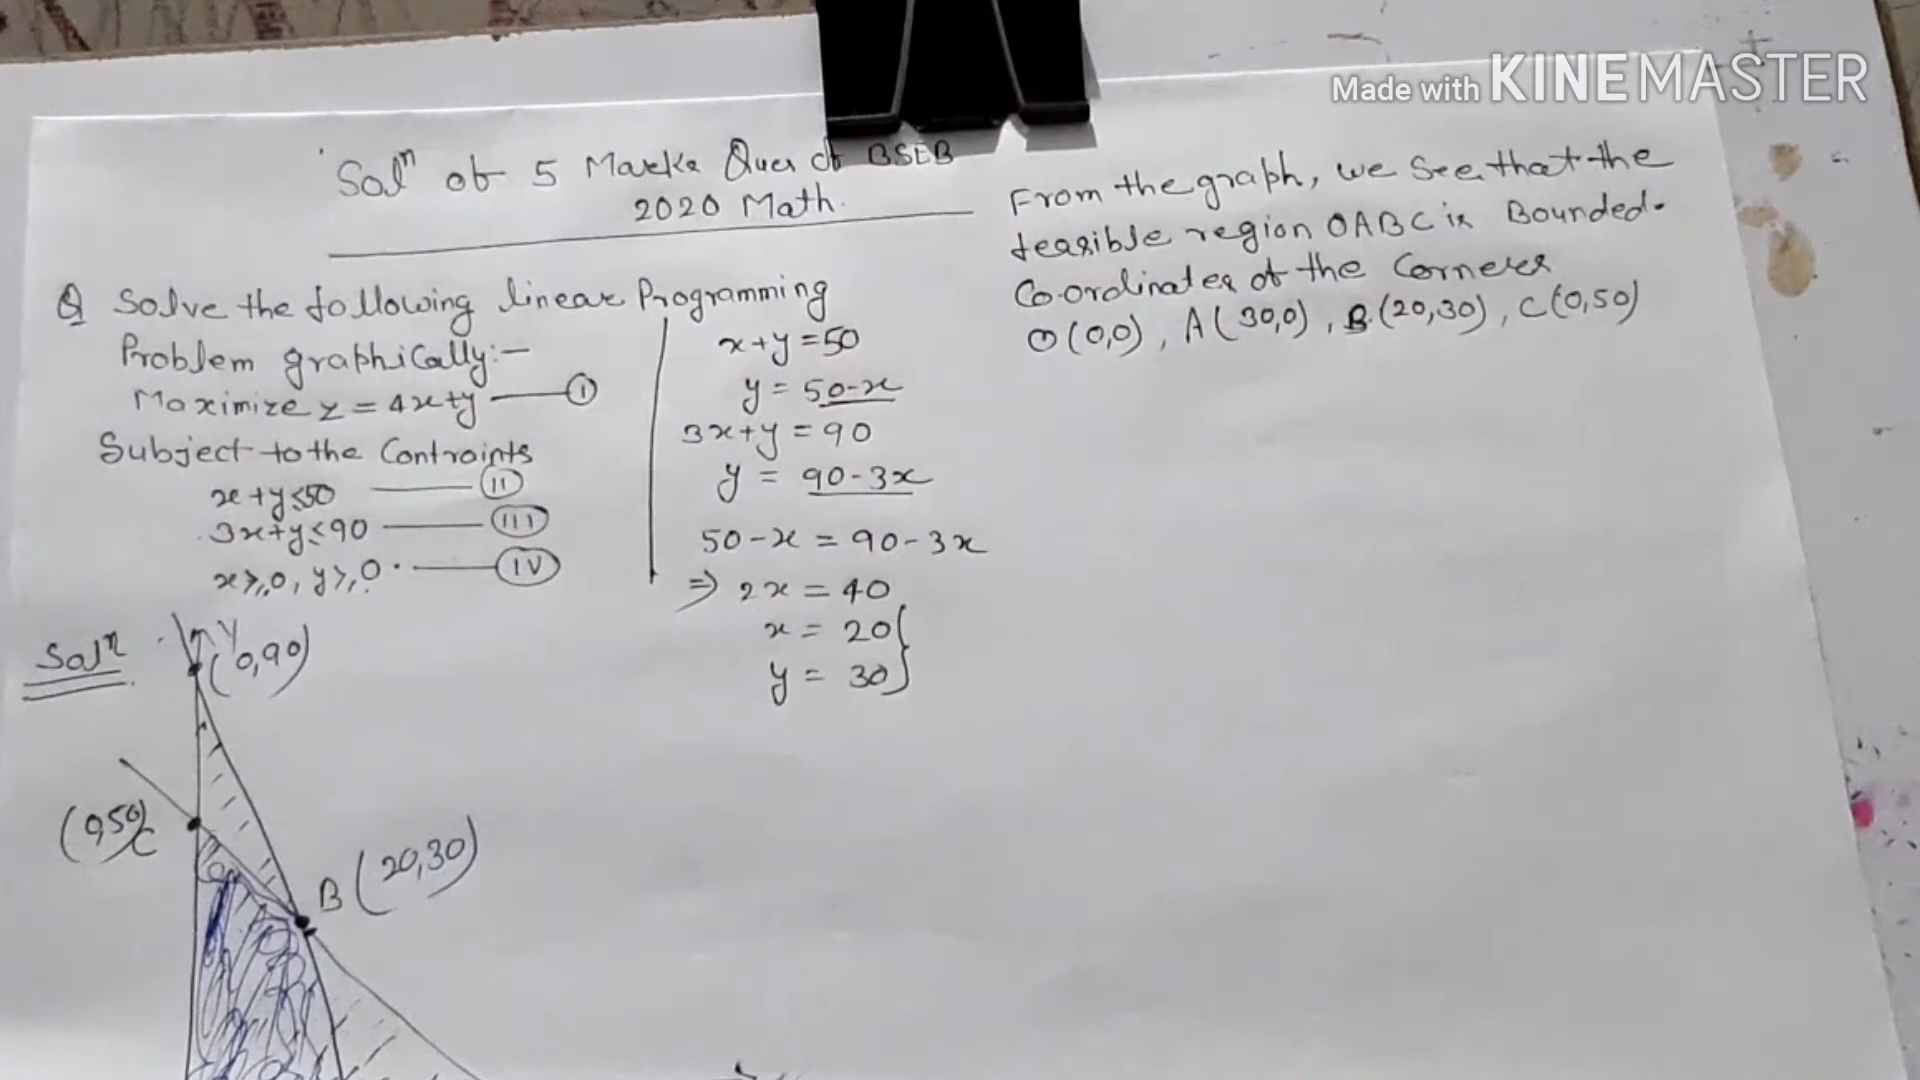 Made with KINEMASTER
Solⁿ of 5 Marks Ques of BSEB
2020 Math.
Q Solve the following linear Programming
Problem graphically:—
Maximize z = 4x+y —— I
Subject to the Contraints
x+y≤50 —— II
3x+y≤90 —— III
x≥0, y≥0. —— IV
x+y=50
y = 50-x
3x+y = 90
y = 90-3x
50-x = 90-3x
⇒ 2x = 40
x = 20
y = 30
From the graph, we see that the
feasible region OABC is Bounded.
Co-ordinates of the Corners
O(0,0), A(30,0), B(20,30), C(0,50)
Solⁿ
Y
(0,90)
(0,50) C
B (20,30)